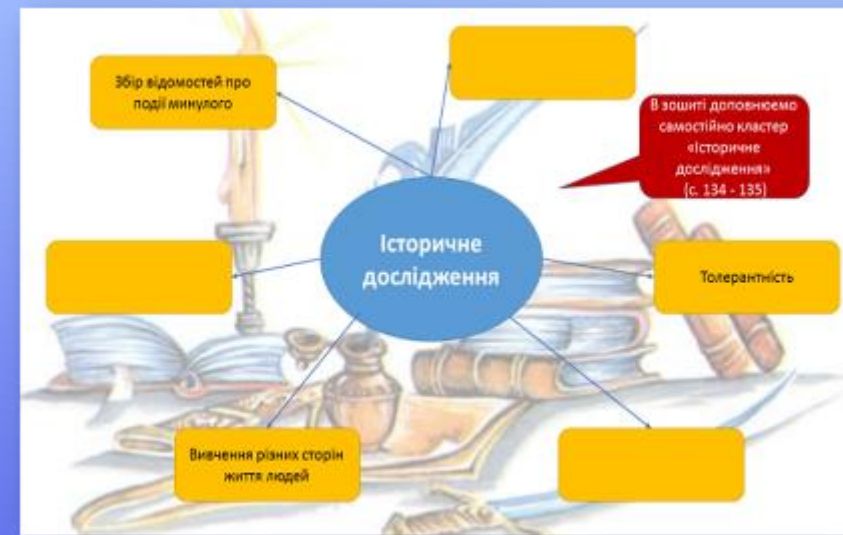 Збір відомостей про
події минулого
В зошиті доповнюємо
самостійно кластер
«Історичне
дослідження»
(с. 134 - 135)
Історичне
дослідження
Толерантність
Вивчення різних сторін
життя людей